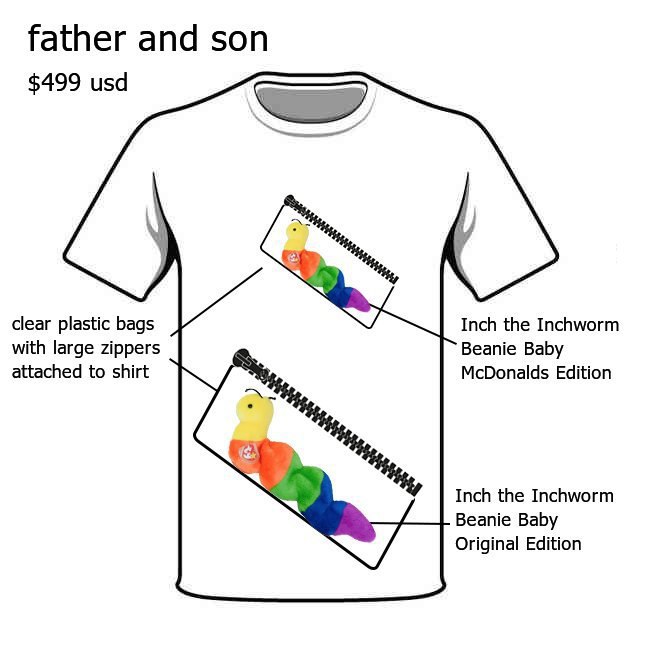 father and son
$499 usd
clear plastic bags
with large zippers
attached to shirt
Inch the Inchworm
Beanie Baby
McDonalds Edition
Inch the Inchworm
Beanie Baby
Original Edition